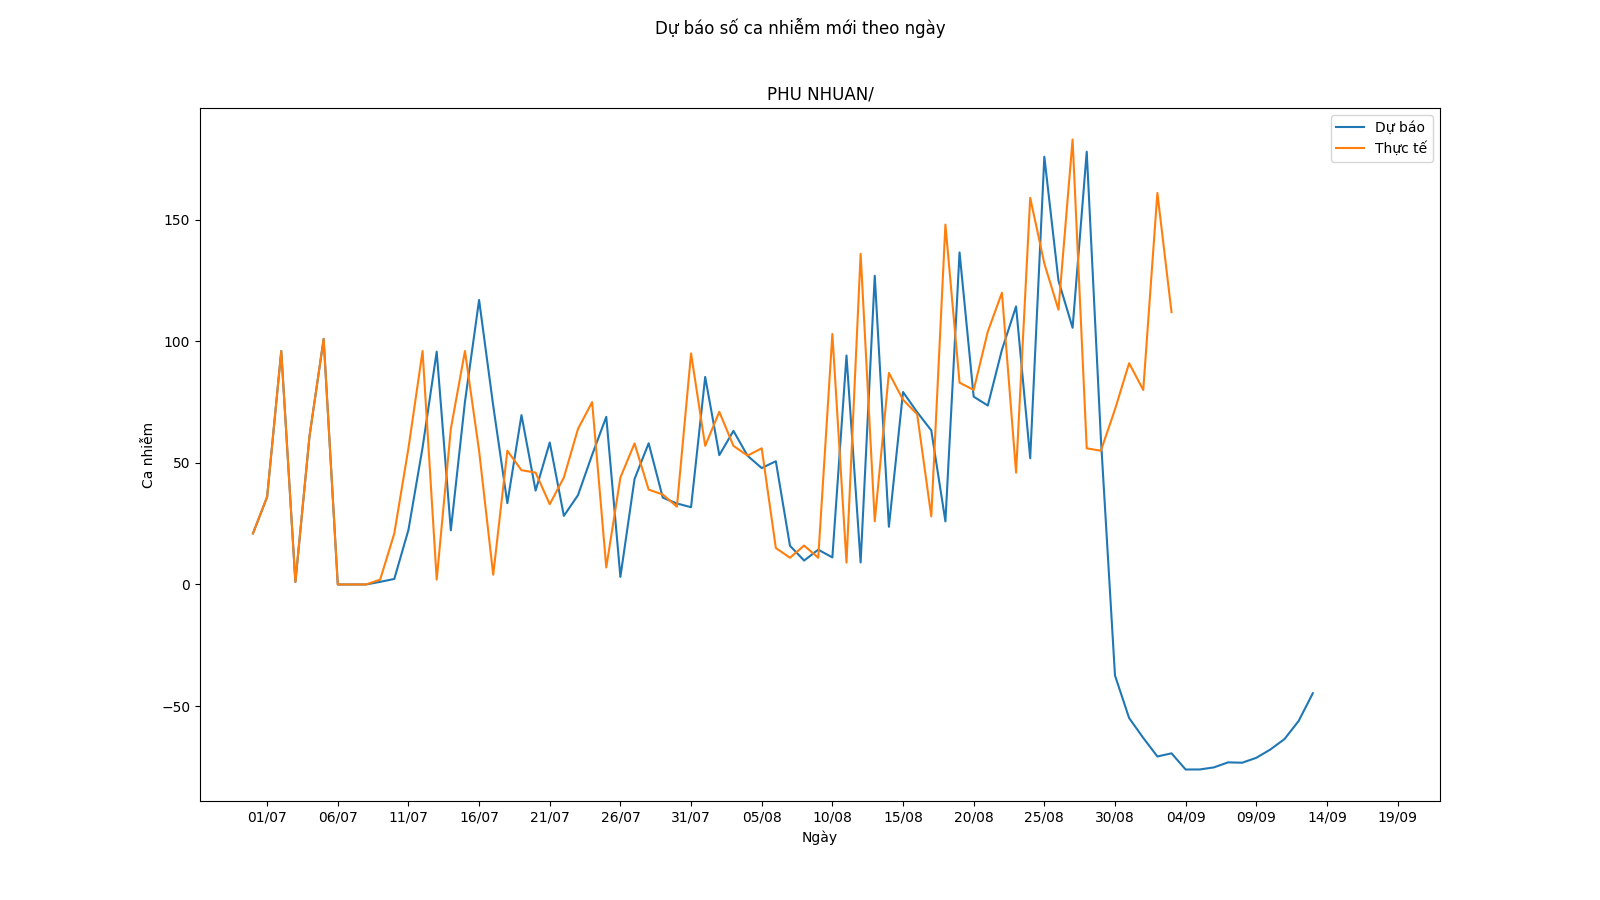 Dự báo số ca nhiễm mới theo ngày
PHU NHUAN/
Dự báo
Thực tế
150
100
50
0
−50
Ca nhiễm
01/07 06/07 11/07 16/07 21/07 26/07 31/07 05/08 10/08 15/08 20/08 25/08 30/08 04/09 09/09 14/09 19/09
Ngày